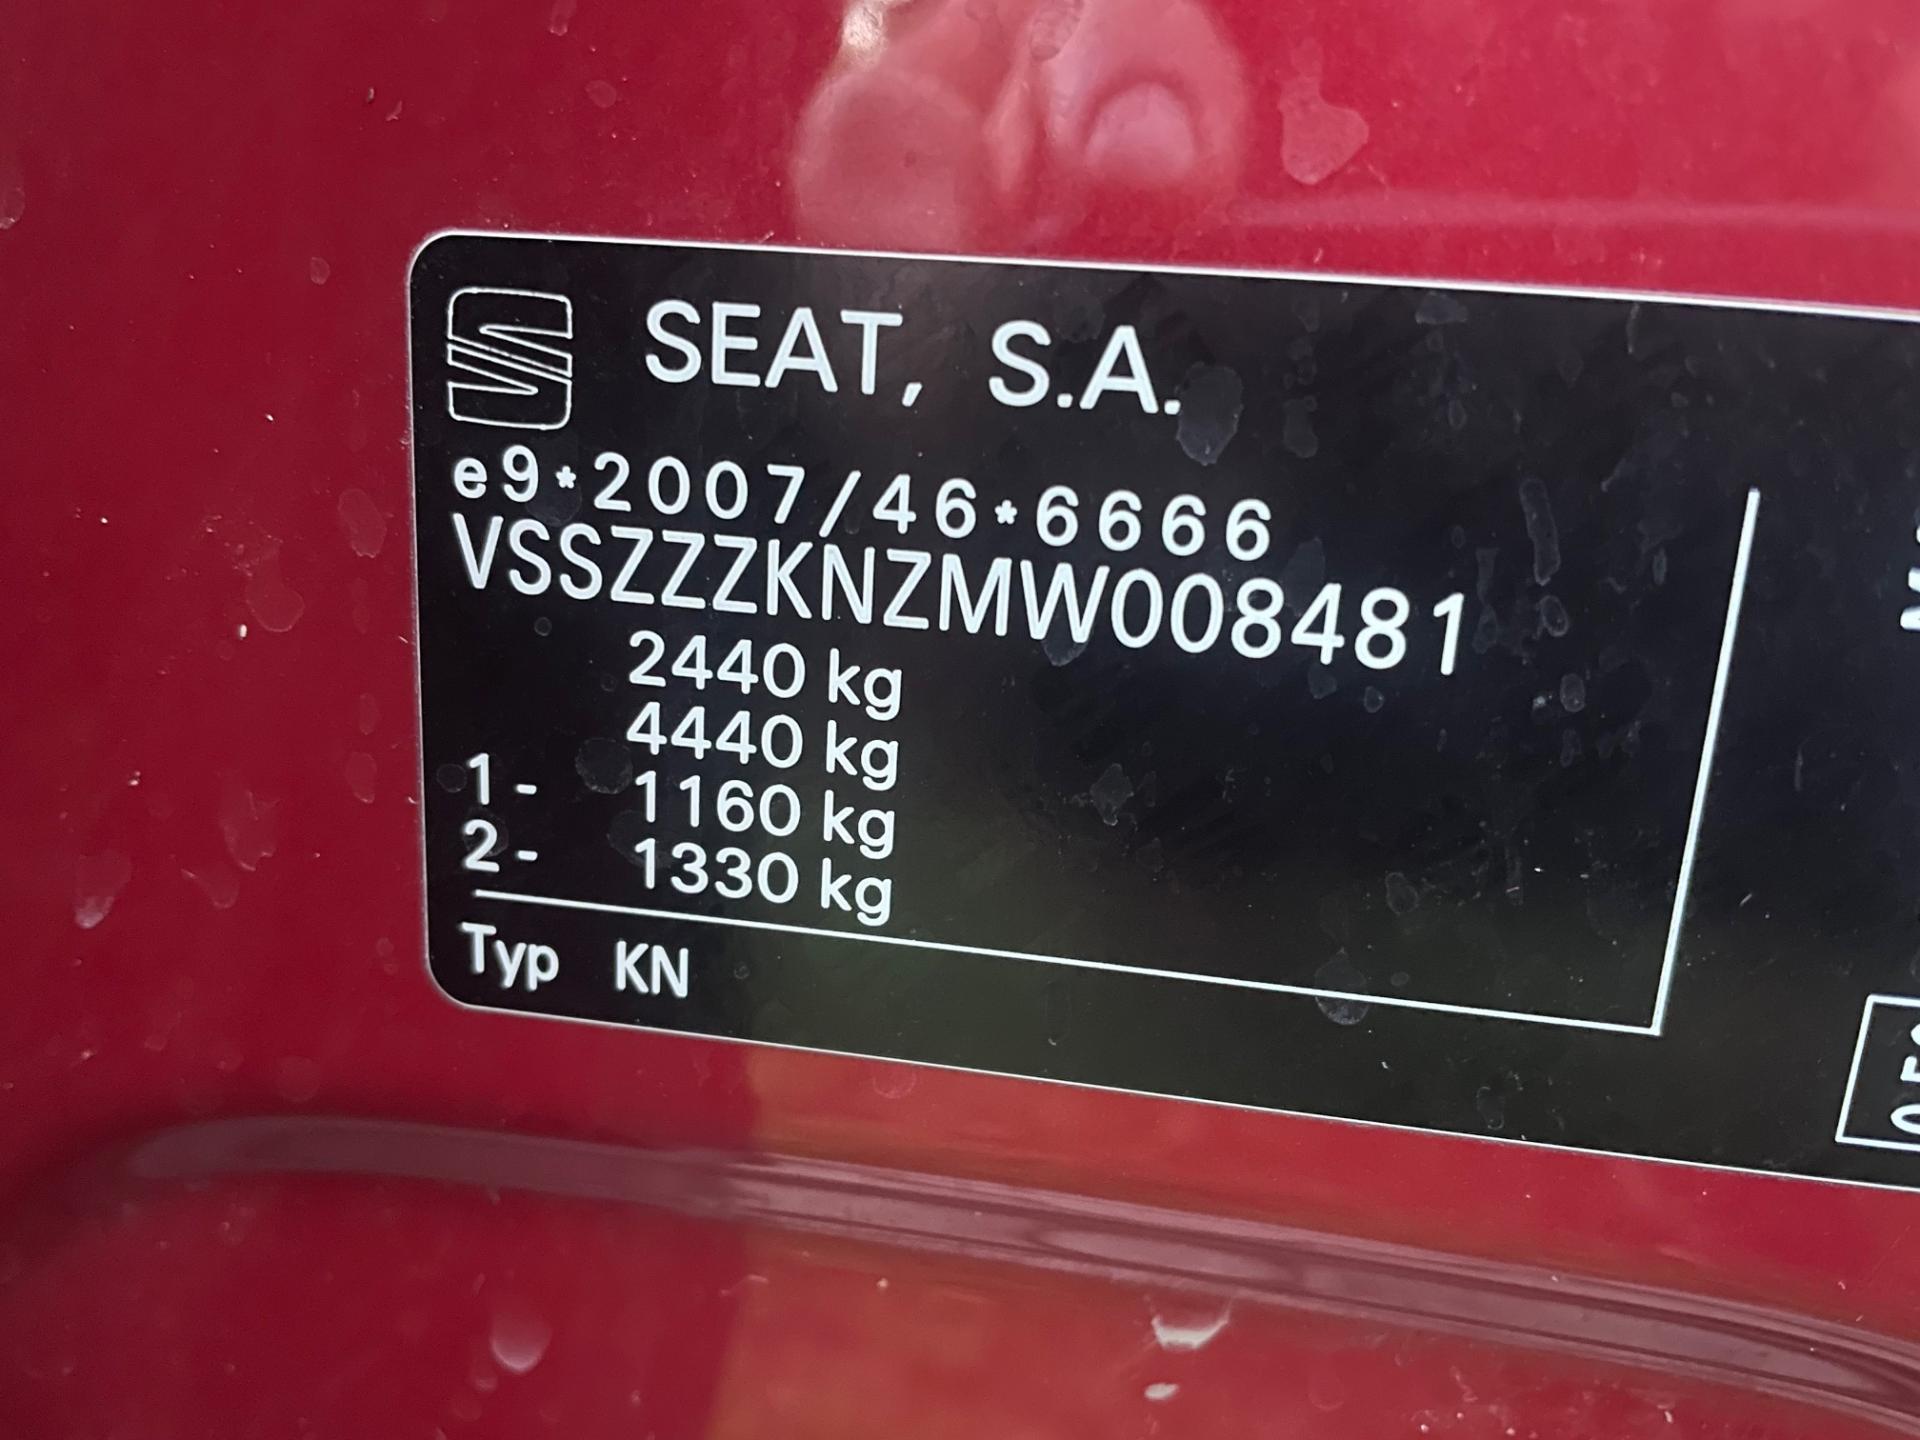 SEAT, S.A.
e9*2007/46*6666
VSSZZZKNZMW008481
2440 kg
4440 kg
1- 1160 kg
2- 1330 kg
Typ KN